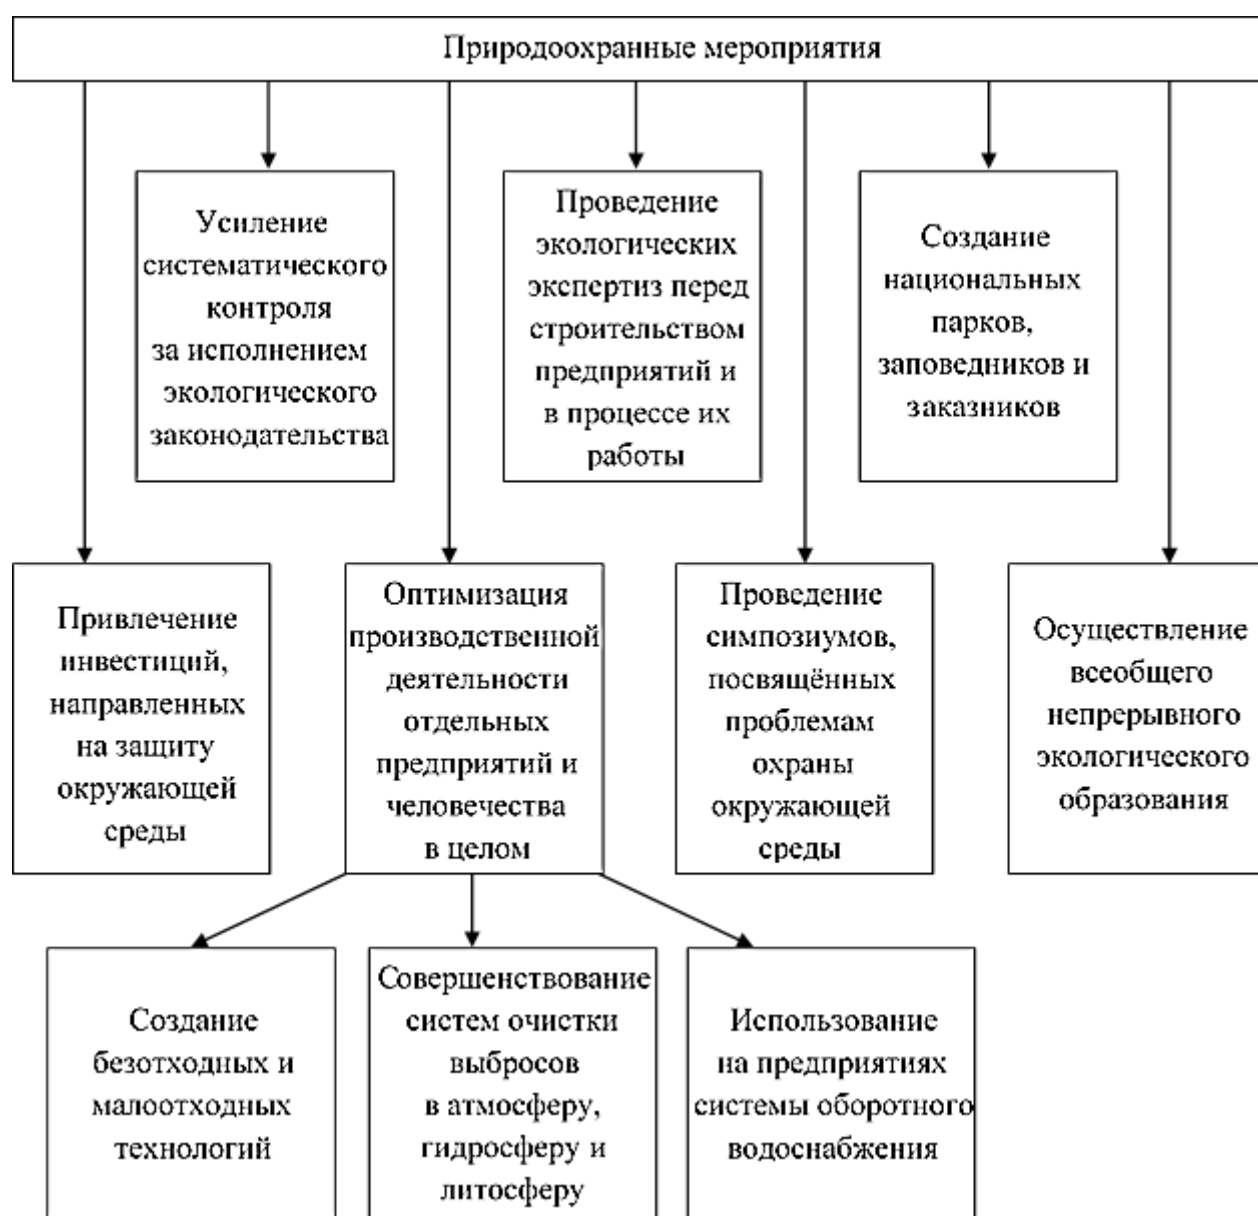 Природоохранные мероприятия
Усиление
систематического
контроля
за исполнением
экологического
законодательства
Проведение
экологических
экспертиз перед
строительством
предприятий и
в процессе их
работы
Создание
национальных
парков,
заповедников и
заказников
Привлечение
инвестиций,
направленных
на защиту
окружающей
среды
Оптимизация
производственной
деятельности
отдельных
предприятий и
человечества
в целом
Проведение
симпозиумов,
посвящённых
проблемам
охраны
окружающей
среды
Осуществление
всеобщего
непрерывного
экологического
образования
Создание
безотходных и
малоотходных
технологий
Совершенствование
систем очистки
выбросов
в атмосферу,
гидросферу и
литосферу
Использование
на предприятиях
системы оборотного
водоснабжения